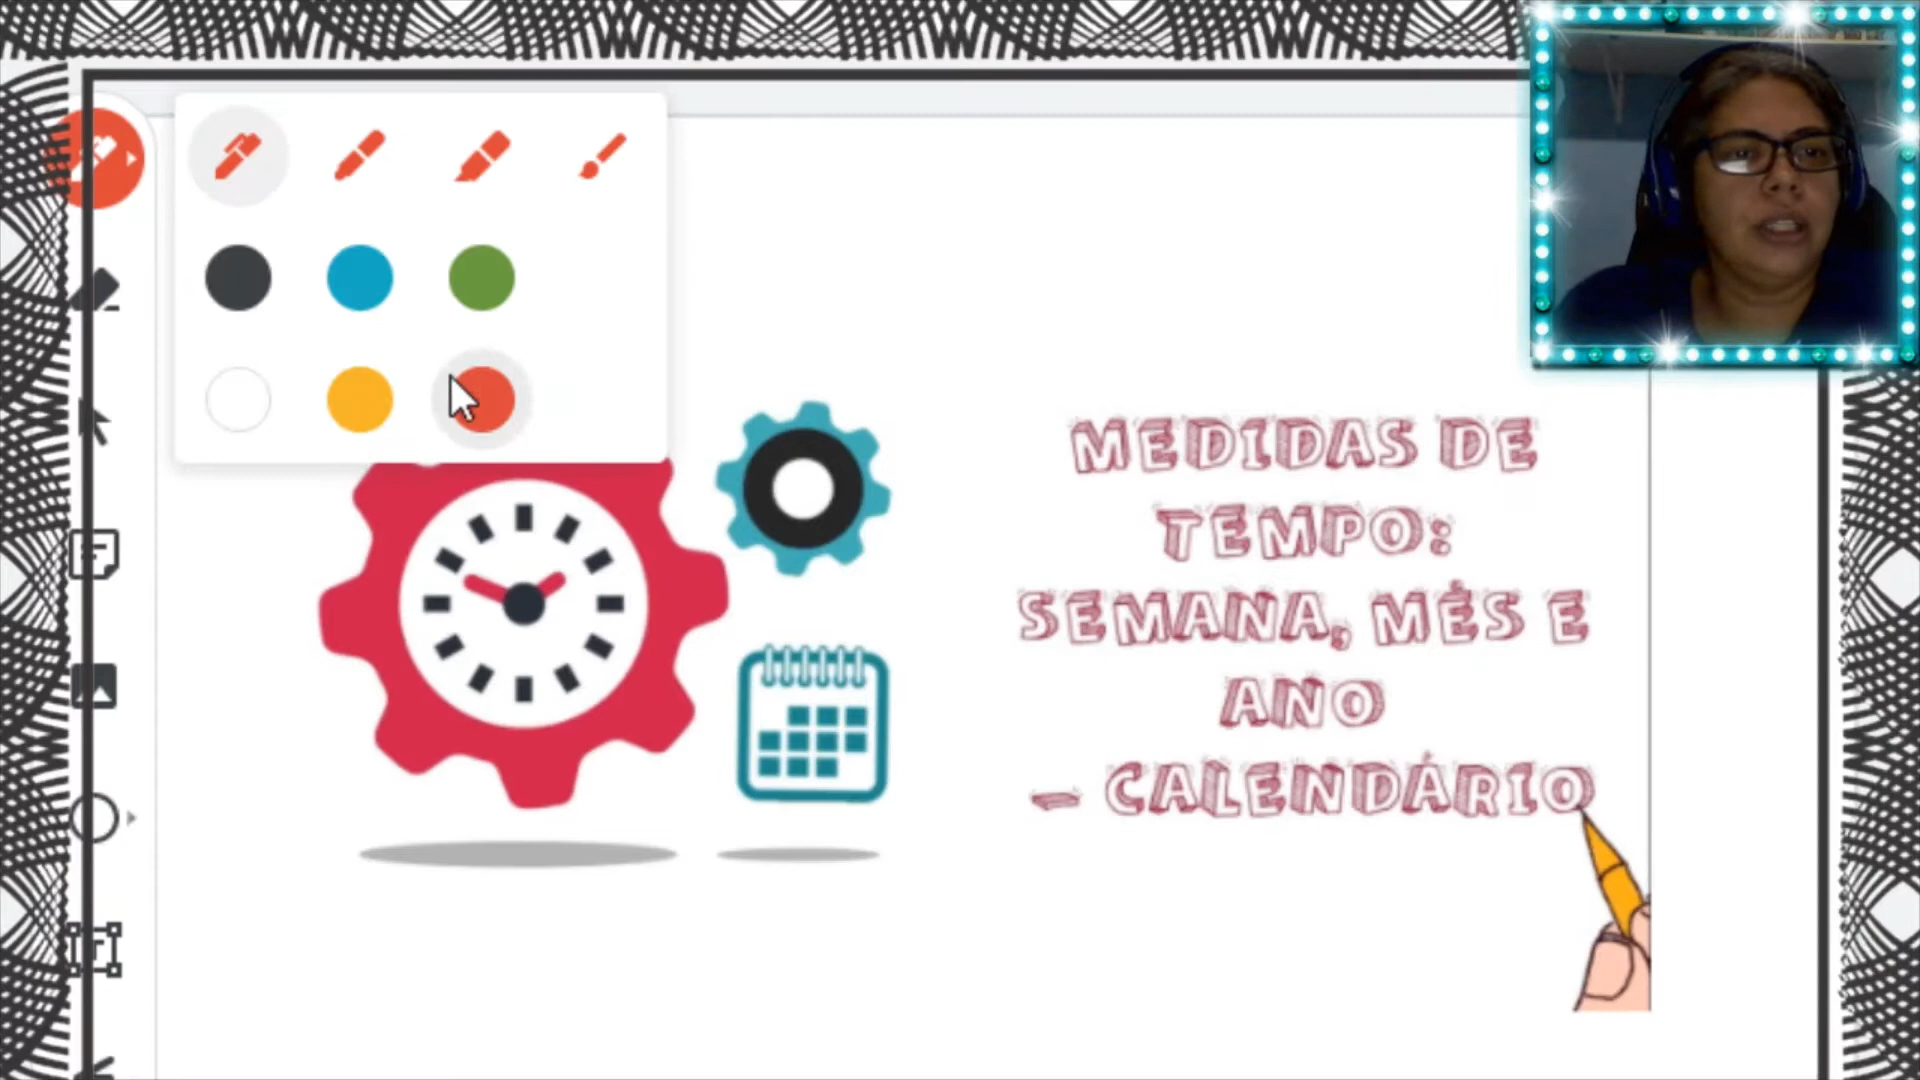 MEDIDAS DE
TEMPO:
SEMANA, MÊS E
ANO
– CALENDÁRIO